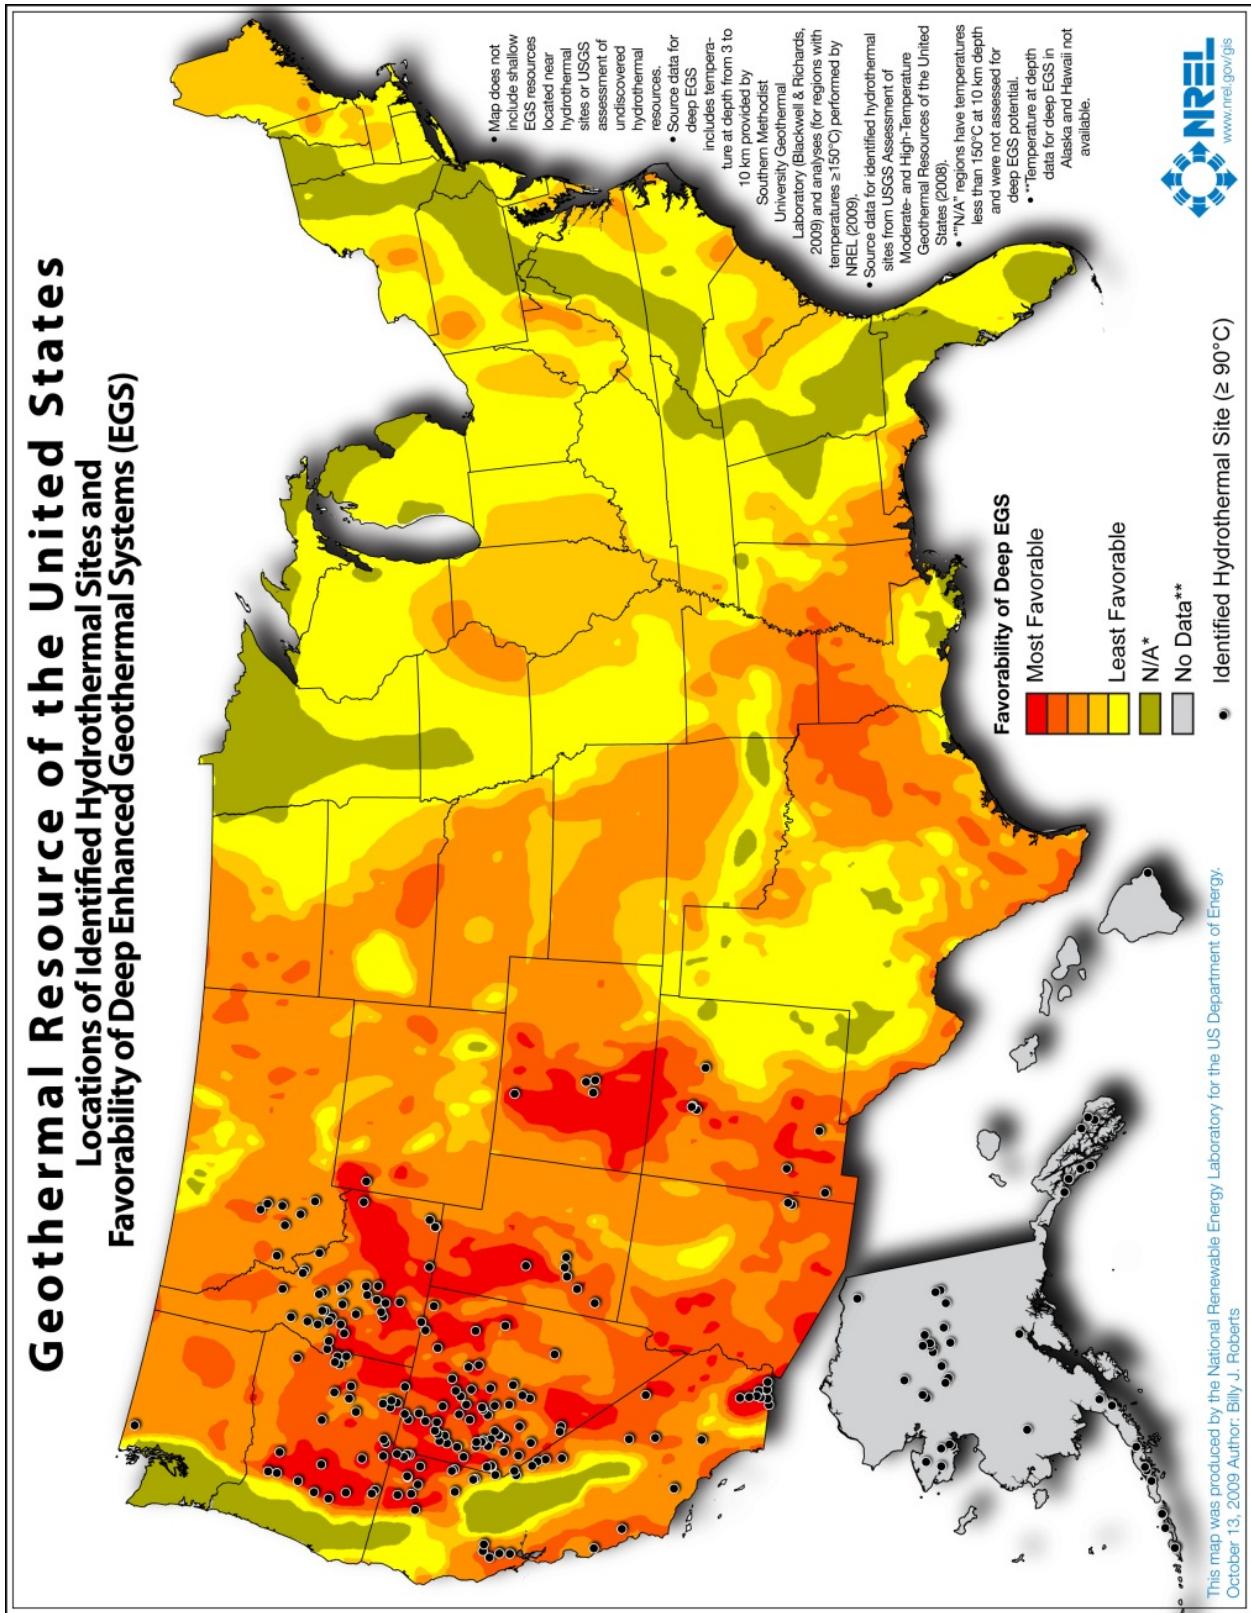 Geothermal Resource of the United States
Locations of Identified Hydrothermal Sites and
Favorability of Deep Enhanced Geothermal Systems (EGS)
• Map does not
include shallow
EGS resources
located near
hydrothermal
sites or USGS
assessment of
undiscovered
hydrothermal
resources.
• Source data for
deep EGS
includes tempera-
ture at depth from 3 to
10 km provided by
Southern Methodist
University Geothermal
Laboratory (Blackwell & Richards,
2009) and analyses (for regions with
temperatures ≥150°C) performed by
NREL (2009).
• Source data for identified hydrothermal
sites from USGS Assessment of
Moderate- and High-Temperature
Geothermal Resources of the United
States (2008).
• *"N/A" regions have temperatures
less than 150°C at 10 km depth
and were not assessed for
deep EGS potential.
• **Temperature at depth
data for deep EGS in
Alaska and Hawaii not
available.
Favorability of Deep EGS
Most Favorable
Least Favorable
N/A*
No Data**
Identified Hydrothermal Site (≥ 90°C)
NREL
www.nrel.gov/gis
This map was produced by the National Renewable Energy Laboratory for the US Department of Energy.
October 13, 2009 Author: Billy J. Roberts